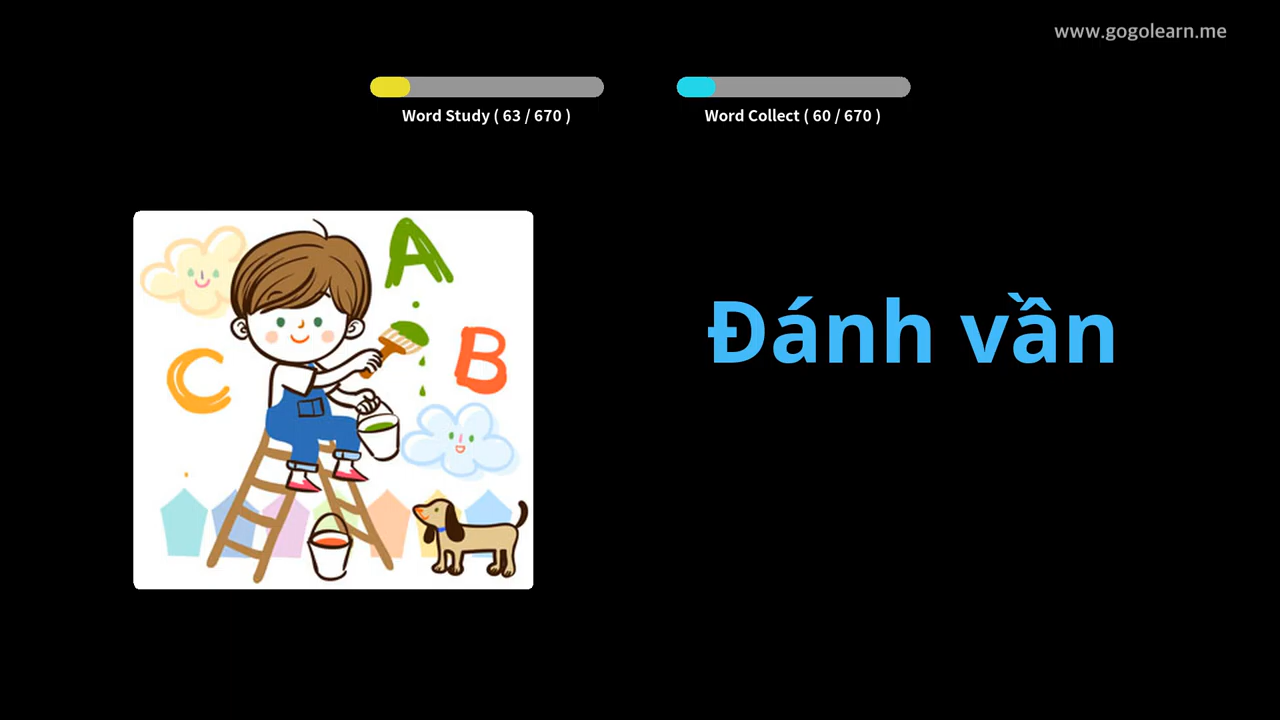 www.gogolearn.me
Word Study ( 63 / 670 )
Word Collect ( 60 / 670 )
A
B
C
Đánh vần